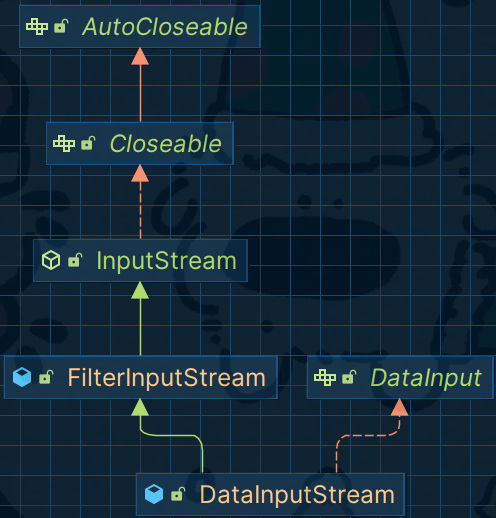 AutoCloseable
Closeable
InputStream
FilterInputStream
DataInput
DataInputStream